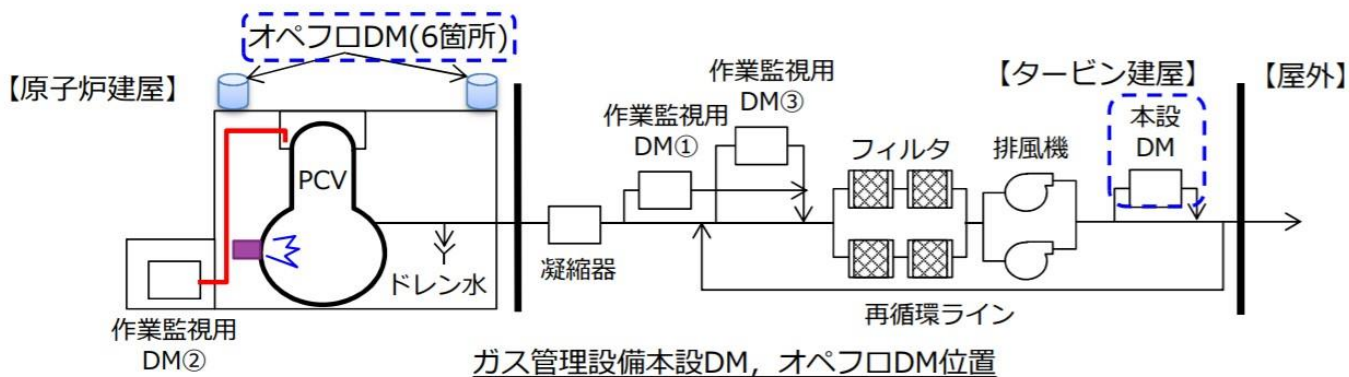 オペフロDM(6箇所)
【原子炉建屋】
PCV
ドレン水
作業監視用
DM②
凝縮器
作業監視用
DM①
作業監視用
DM③
フィルタ
排風機
【タービン建屋】
本設
DM
【屋外】
再循環ライン
ガス管理設備本設DM，オペフロDM位置